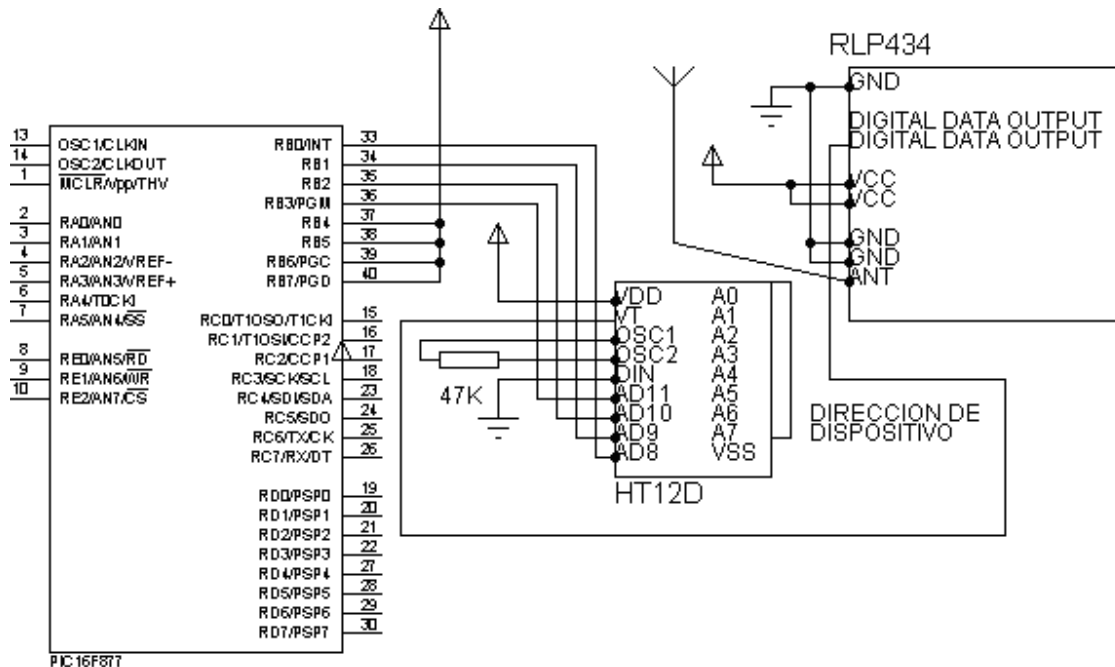 RLP434
GND
DIGITAL DATA OUTPUT
DIGITAL DATA OUTPUT
VCC
VCC
GND
GND
ANT
13 OSC1/CLKIN
14 OSC2/CLKOUT
1 MCLR/Vpp/THV
2 RA0/AN0
3 RA1/AN1
4 RA2/AN2/VREF-
5 RA3/AN3/VREF+
6 RA4/T0CKI
7 RA5/AN4/SS
8 RE0/AN5/RD
9 RE1/AN6/WR
10 RE2/AN7/CS
RB0/INT 33
RB1 34
RB2 35
RB3/PGM 36
RB4 37
RB5 38
RB6/PGC 39
RB7/PGD 40
RC0/T1OSO/T1CKI 15
RC1/T1OSI/CCP2 16
RC2/CCP1 17
RC3/SCK/SCL 18
RC4/SDI/SDA 23
RC5/SDO 24
RC6/TX/CK 25
RC7/RX/DT 26
RD0/PSP0 19
RD1/PSP1 20
RD2/PSP2 21
RD3/PSP3 22
RD4/PSP4 27
RD5/PSP5 28
RD6/PSP6 29
RD7/PSP7 30
PIC16F877
47K
VDD A0
VT A1
OSC1 A2
OSC2 A3
DIN A4
AD11 A5
AD10 A6
AD9 A7
AD8 VSS
HT12D
DIRECCION DE
DISPOSITIVO